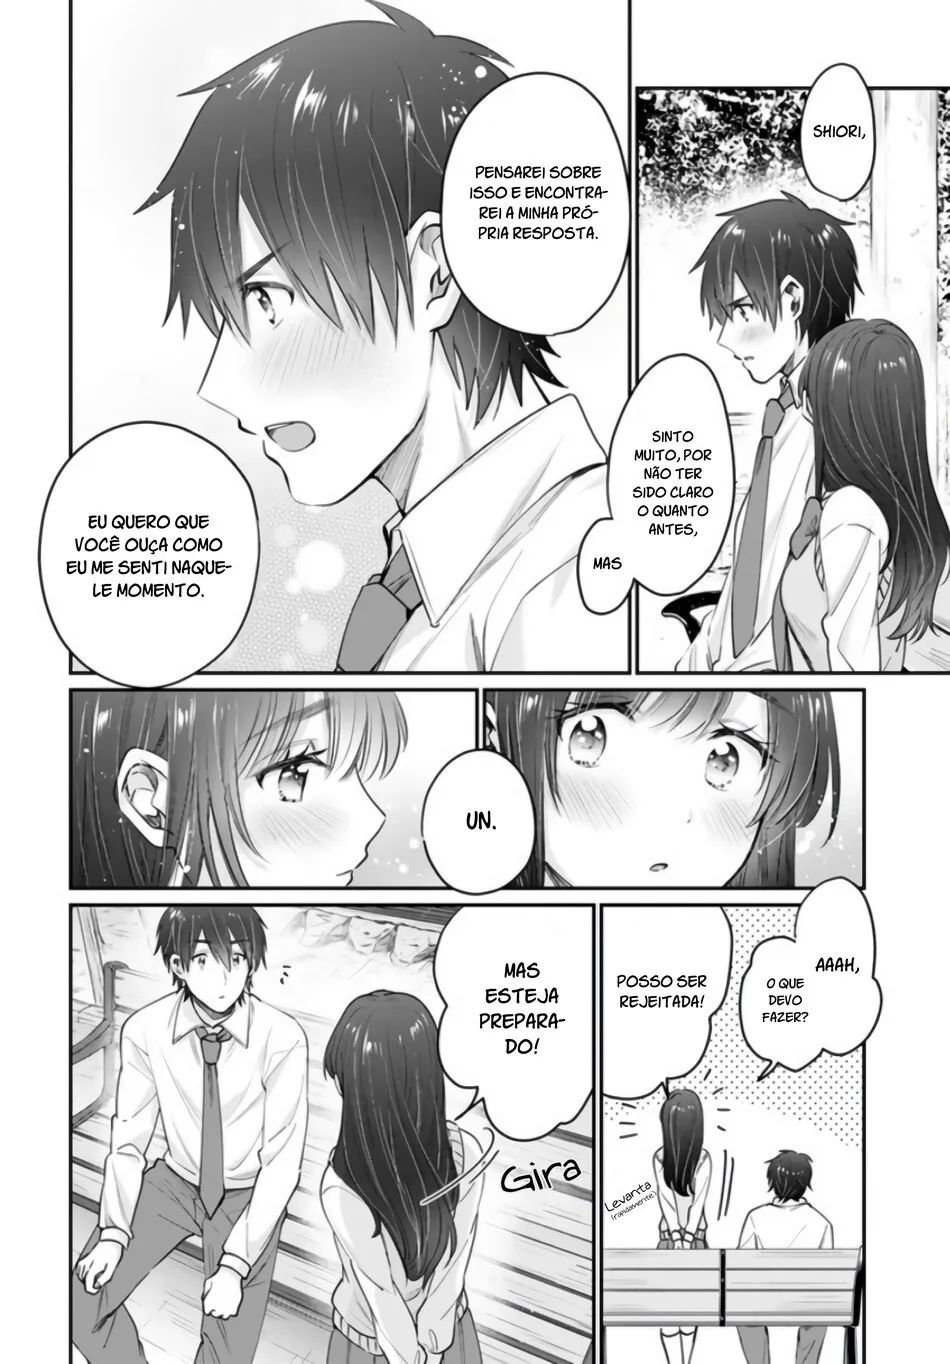 SHIORI,
SINTO
MUITO, POR
NÃO TER
SIDO CLARO
O QUANTO
ANTES,
MAS
PENSAREI SOBRE
ISSO E ENCONTRA-
REI A MINHA PRÓ-
PRIA RESPOSTA.
EU QUERO QUE
VOCÊ OUÇA COMO
EU ME SENTI NAQUE-
LE MOMENTO.
UN.
AAAH,
O QUE
DEVO
FAZER?
POSSO SER
REJEITADA!
Levanta
(rapidamente)
MAS
ESTEJA
PREPARA-
DO!
Gira